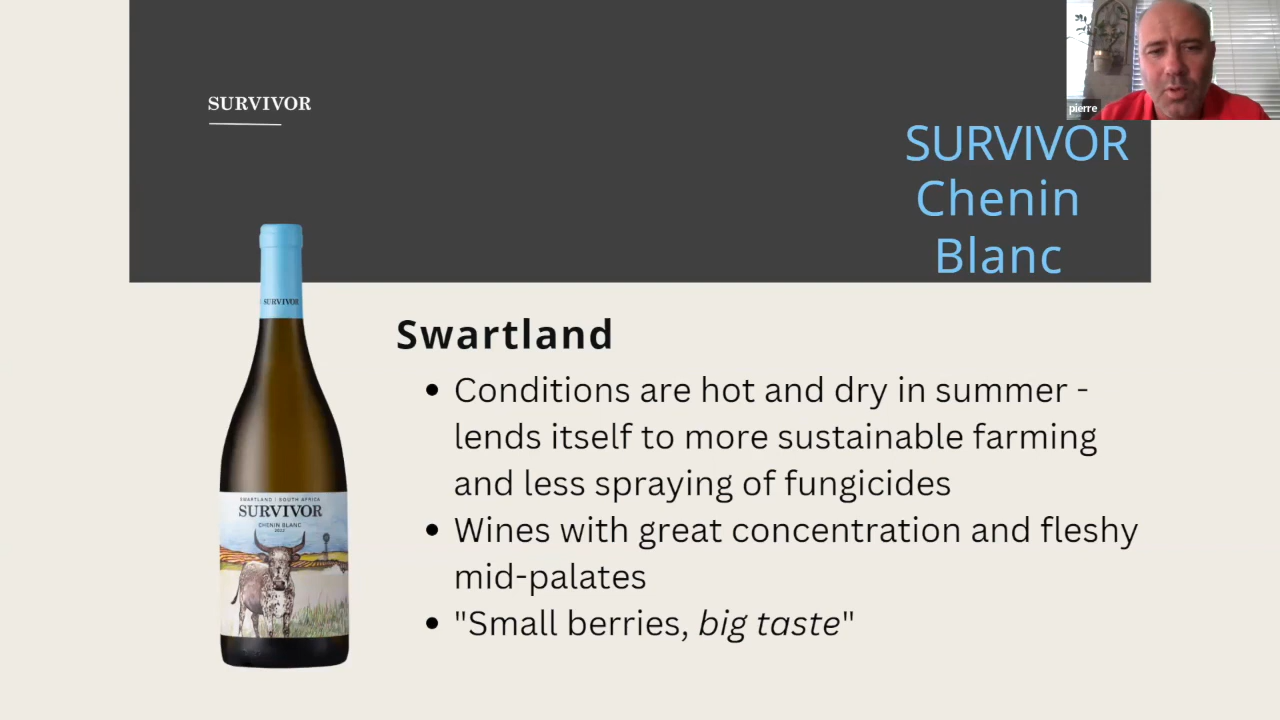 SURVIVOR
pierre
SURVIVOR
Chenin
Blanc
SURVIVOR
Swartland
• Conditions are hot and dry in summer -
lends itself to more sustainable farming
and less spraying of fungicides
• Wines with great concentration and fleshy
mid-palates
• "Small berries, big taste"
SWARTLAND | SOUTH AFRICA
SURVIVOR
CHENIN BLANC
2022